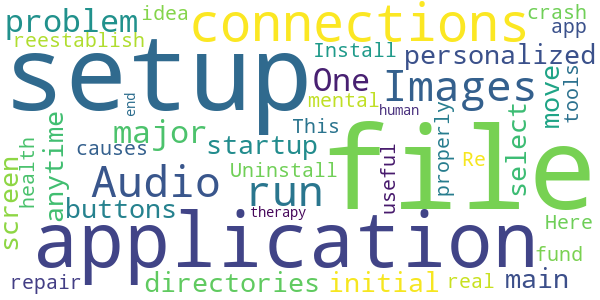 problem idea connections crash
reestablish app
setup Install personalized
One Images
mental move tools
end human
major This
startup
causes
screen health anytime Audio Uninstall run useful properly Re select
buttons file
application therapy Here
fund
repair directories initial real main